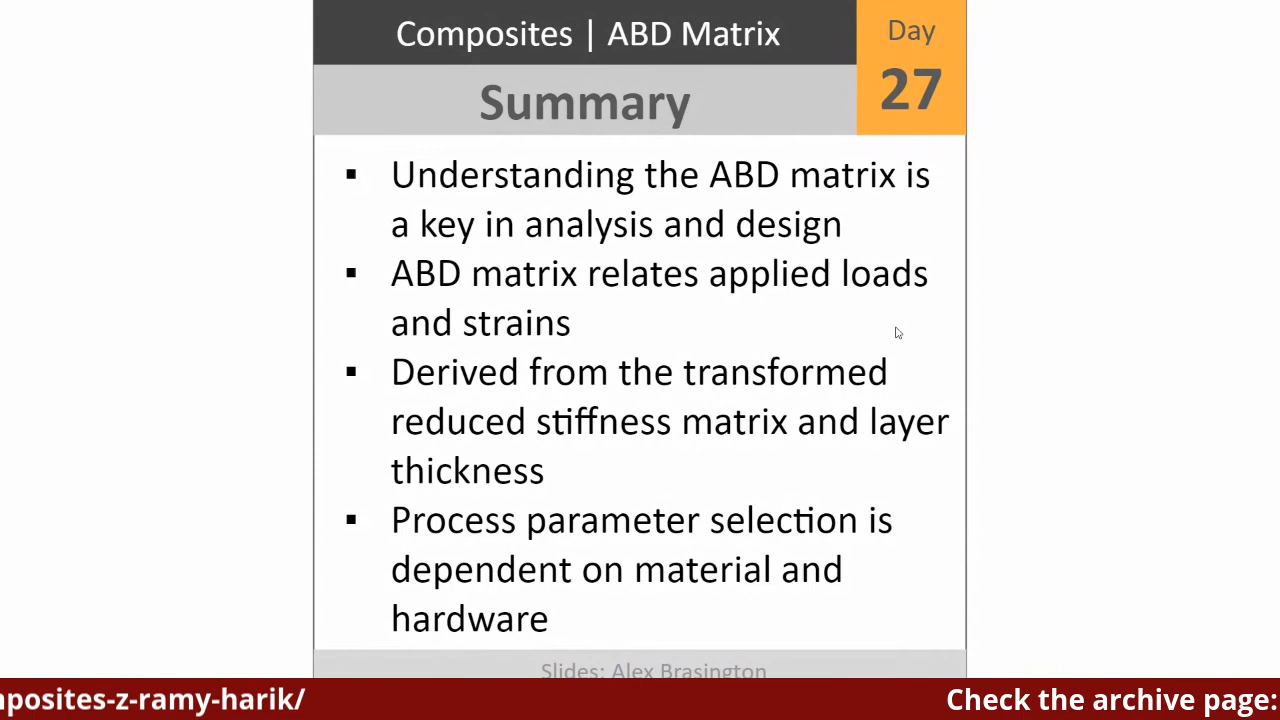 Composites | ABD Matrix
Day
27
Summary
▪ Understanding the ABD matrix is
a key in analysis and design
▪ ABD matrix relates applied loads
and strains
▪ Derived from the transformed
reduced stiffness matrix and layer
thickness
▪ Process parameter selection is
dependent on material and
hardware
Slides: Alex Brasington
mposites-z-ramy-harik/
Check the archive page: